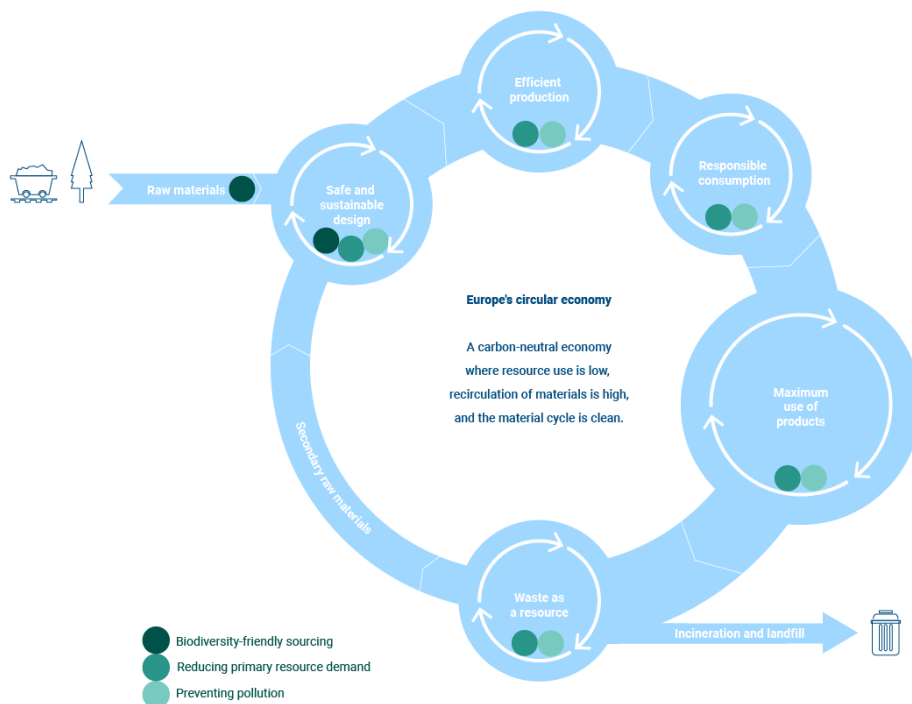 Efficient
production
Responsible
consumption
Raw materials
Safe and
sustainable
design
Europe's circular economy
A carbon-neutral economy
where resource use is low,
recirculation of materials is high,
and the material cycle is clean.
Maximum
use of
products
Secondary raw materials
Waste as
a resource
Incineration and landfill
Biodiversity-friendly sourcing
Reducing primary resource demand
Preventing pollution